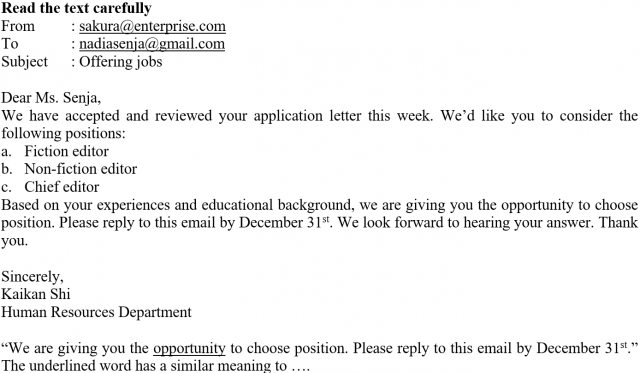 Read the text carefully
From : sakura@enterprise.com
To : nadiasenja@gmail.com
Subject : Offering jobs
Dear Ms. Senja,
We have accepted and reviewed your application letter this week. We’d like you to consider the
following positions:
a. Fiction editor
b. Non-fiction editor
c. Chief editor
Based on your experiences and educational background, we are giving you the opportunity to choose
position. Please reply to this email by December 31st. We look forward to hearing your answer. Thank
you.
Sincerely,
Kaikan Shi
Human Resources Department
“We are giving you the opportunity to choose position. Please reply to this email by December 31st.”
The underlined word has a similar meaning to ….